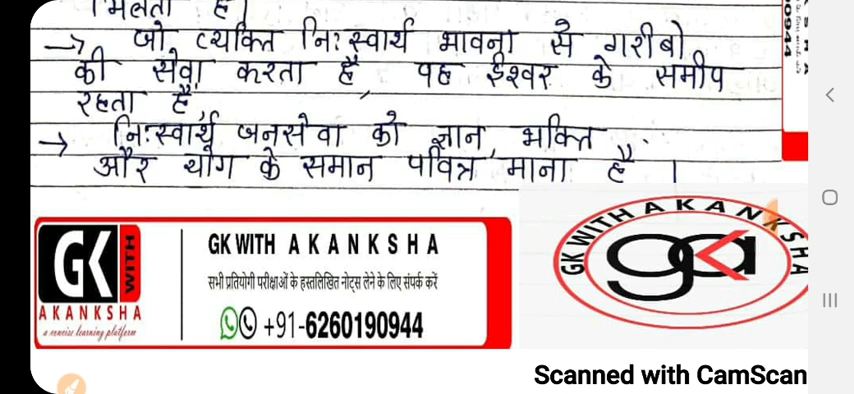 मिलता है।
→ जो व्यक्ति निःस्वार्थ भावना से गरीबो
की सेवा करता है, वह ईश्वर के समीप
रहता है,
→ निःस्वार्थ जनसेवा को ज्ञान, भक्ति
और योग के समान पवित्र माना है ।
GK WITH
AKANKSHA
a concise learning platform
GK WITH AKANKSHA
सभी प्रतियोगी परीक्षाओं के हस्तलिखित नोट्स लेने के लिए संपर्क करें
+91-6260190944
GK WITH AKANKSHA
gka
Scanned with CamScan